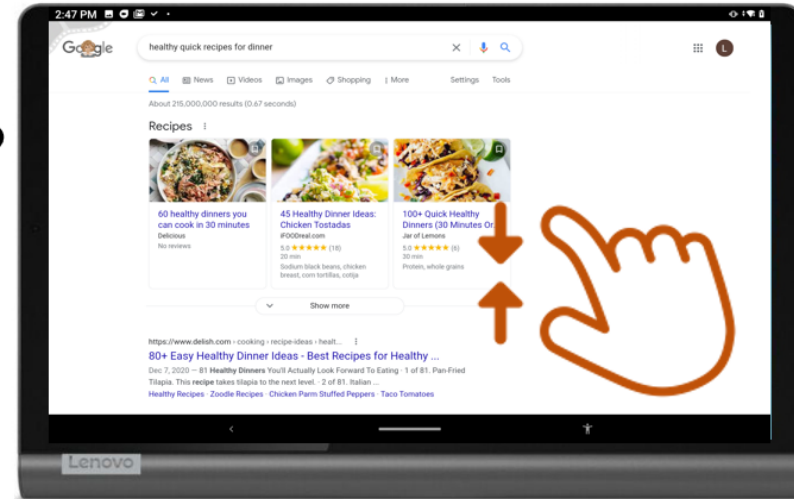 2:47 PM
Google
healthy quick recipes for dinner
L
All News Videos Images Shopping More Settings Tools
About 215,000,000 results (0.67 seconds)
Recipes
60 healthy dinners you
can cook in 30 minutes
Delicious
No reviews
45 Healthy Dinner Ideas:
Chicken Tostadas
iFOODreal.com
5.0 ★★★★★ (18)
20 min
Sodium black beans, chicken
breast, corn tortillas, cotija
100+ Quick Healthy
Dinners (30 Minutes Or
Jar of Lemons
5.0 ★★★★★ (6)
30 min
Protein, whole grains
Show more
https://www.delish.com › cooking › recipe-ideas › healt...
80+ Easy Healthy Dinner Ideas - Best Recipes for Healthy ...
Dec 7, 2020 — 81 Healthy Dinners You'll Actually Look Forward To Eating · 1 of 81. Pan-Fried
Tilapia. This recipe takes tilapia to the next level. · 2 of 81. Italian ...
Healthy Recipes · Zoodle Recipes · Chicken Parm Stuffed Peppers · Taco Tomatoes
Lenovo